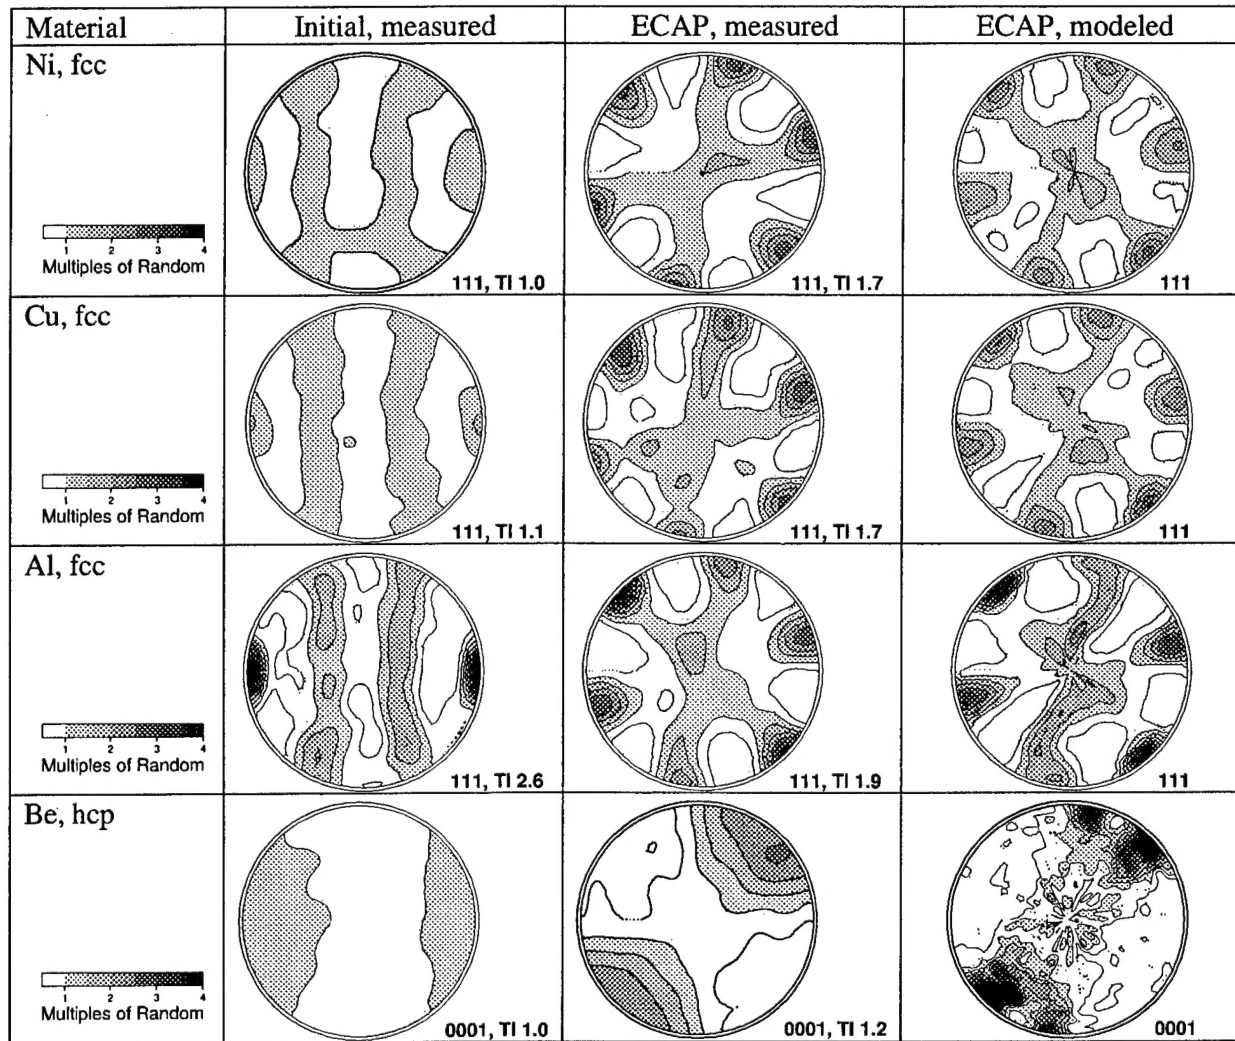 Material Initial, measured ECAP, measured ECAP, modeled
Ni, fcc
1 2 3 4
Multiples of Random
111, TI 1.0 111, TI 1.7 111
Cu, fcc
1 2 3 4
Multiples of Random
111, TI 1.1 111, TI 1.7 111
Al, fcc
1 2 3 4
Multiples of Random
111, TI 2.6 111, TI 1.9 111
Be, hcp
1 2 3 4
Multiples of Random
0001, TI 1.0 0001, TI 1.2 0001